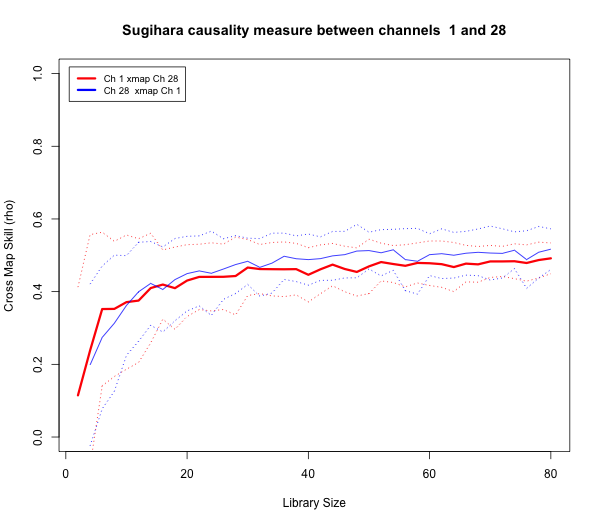 Sugihara causality measure between channels  1 and 28
Ch 1 xmap Ch 28
Ch 28  xmap Ch 1
Cross Map Skill (rho)
1.0
0.8
0.6
0.4
0.2
0.0
0 20 40 60 80
Library Size